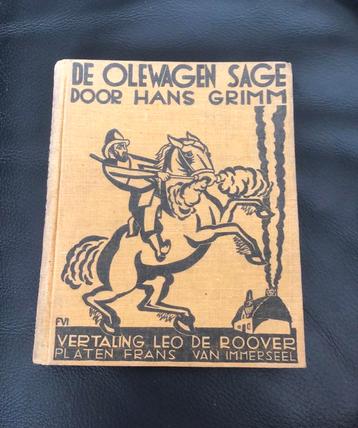 DE OLEWAGEN SAGE
DOOR HANS GRIMM
FVI
VERTALING LEO DE ROOVER
PLATEN FRANS VAN IMMERSEEL